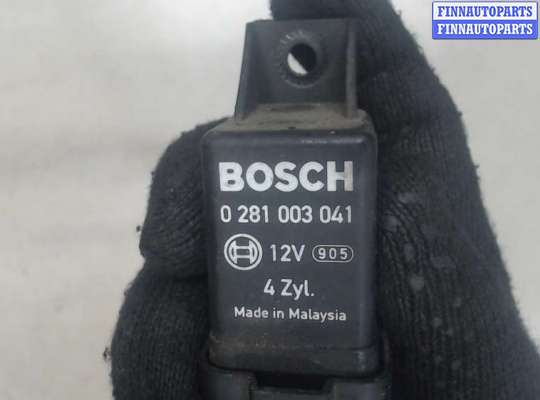 FINNAUTOPARTS
FINNAUTOPARTS
BOSCH
0 281 003 041
12V 905
4 Zyl.
Made in Malaysia